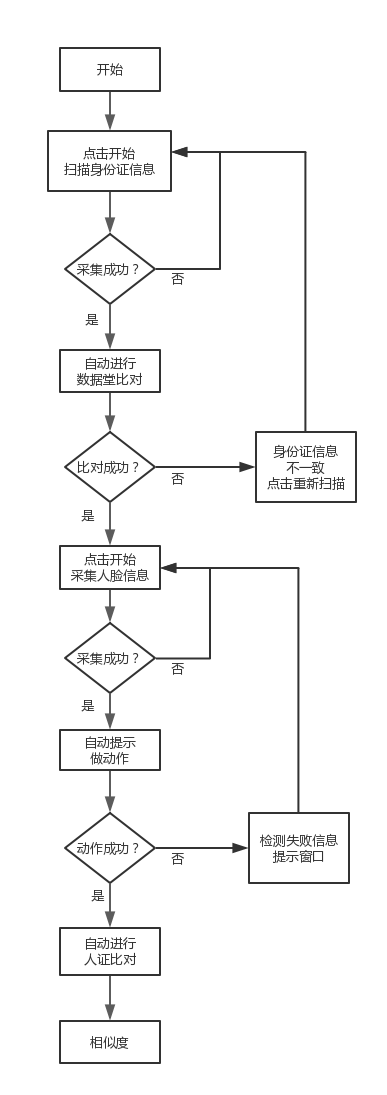 开始
点击开始
扫描身份证信息
采集成功？
否
是
自动进行
数据堂比对
比对成功？
否
身份证信息
不一致
点击重新扫描
是
点击开始
采集人脸信息
采集成功？
否
是
自动提示
做动作
动作成功？
否
检测失败信息
提示窗口
是
自动进行
人证比对
相似度